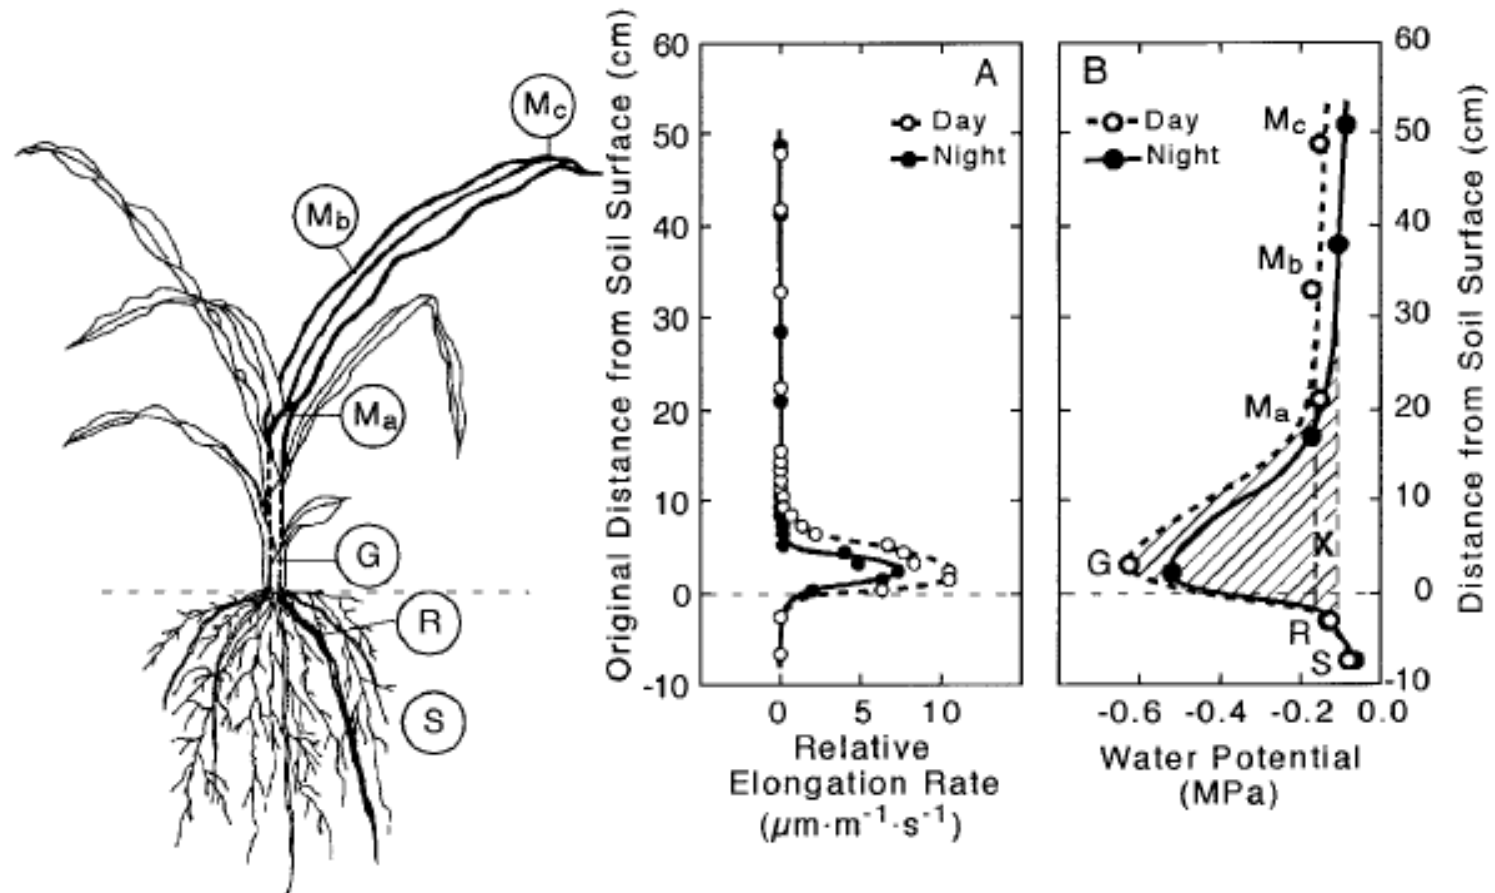 Mc
Mb
Ma
G
R
S
Original Distance from Soil Surface (cm)
60
50
40
30
20
10
0
-10
A
Day
Night
0 5 10
Relative
Elongation Rate
(µm·m-1·s-1)
B
Day
Night
Mc
Mb
Ma
G
X
R
S
-0.6 -0.4 -0.2 0.0
Water Potential
(MPa)
60
50
40
30
20
10
0
-10
Distance from Soil Surface (cm)